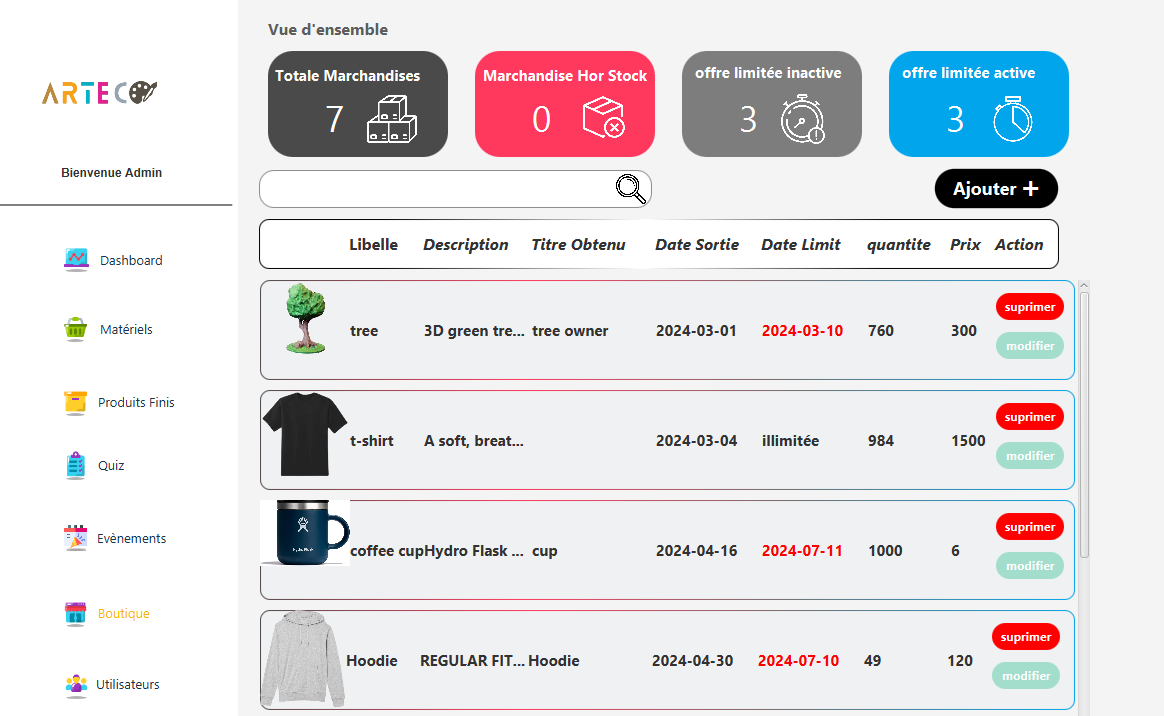 Vue d'ensemble
Totale Marchandises
7
Marchandise Hor Stock
0
offre limitée inactive
3
offre limitée active
3
ARTECO
Bienvenue Admin
Ajouter +
Libelle Description Titre Obtenu Date Sortie Date Limit quantite Prix Action
Dashboard
Matériels
Produits Finis
Quiz
Evènements
Boutique
Utilisateurs
tree 3D green tre... tree owner 2024-03-01 2024-03-10 760 300
suprimer
modifier
t-shirt A soft, breat... 2024-03-04 illimitée 984 1500
suprimer
modifier
Hydro Flask
coffee cup Hydro Flask ... cup 2024-04-16 2024-07-11 1000 6
suprimer
modifier
Hoodie REGULAR FIT... Hoodie 2024-04-30 2024-07-10 49 120
suprimer
modifier